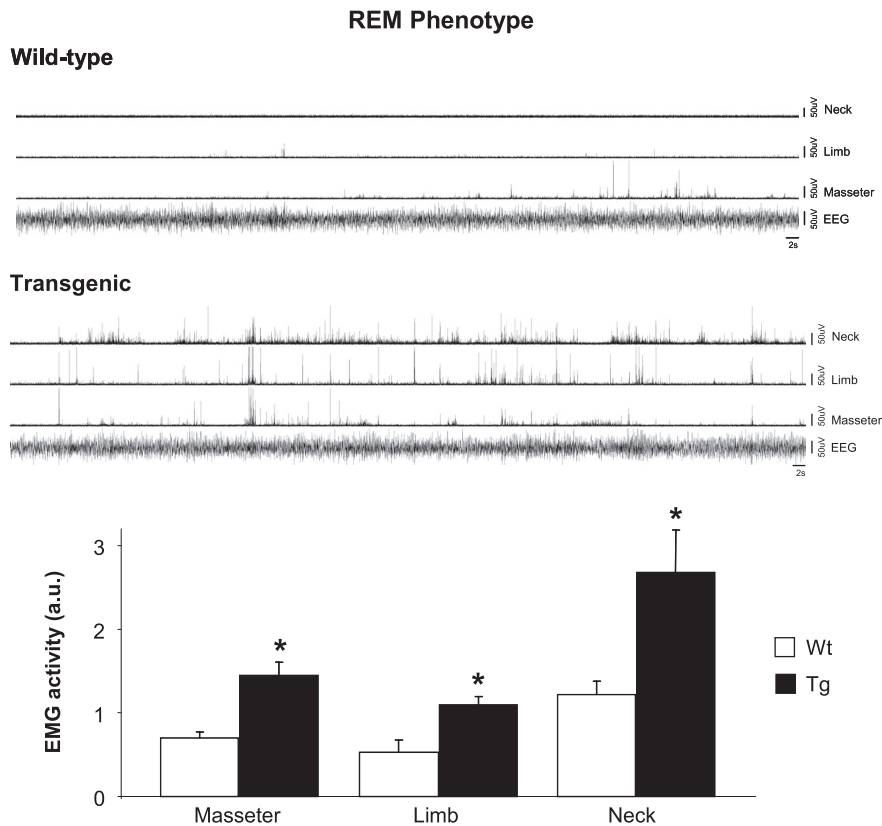 REM Phenotype
Wild-type
50uV Neck
50uV Limb
50uV Masseter
50uV EEG
2s
Transgenic
50uV Neck
50uV Limb
50uV Masseter
50uV EEG
2s
EMG activity (a.u.)
3
2
1
0
*
*
*
Wt
Tg
Masseter
Limb
Neck